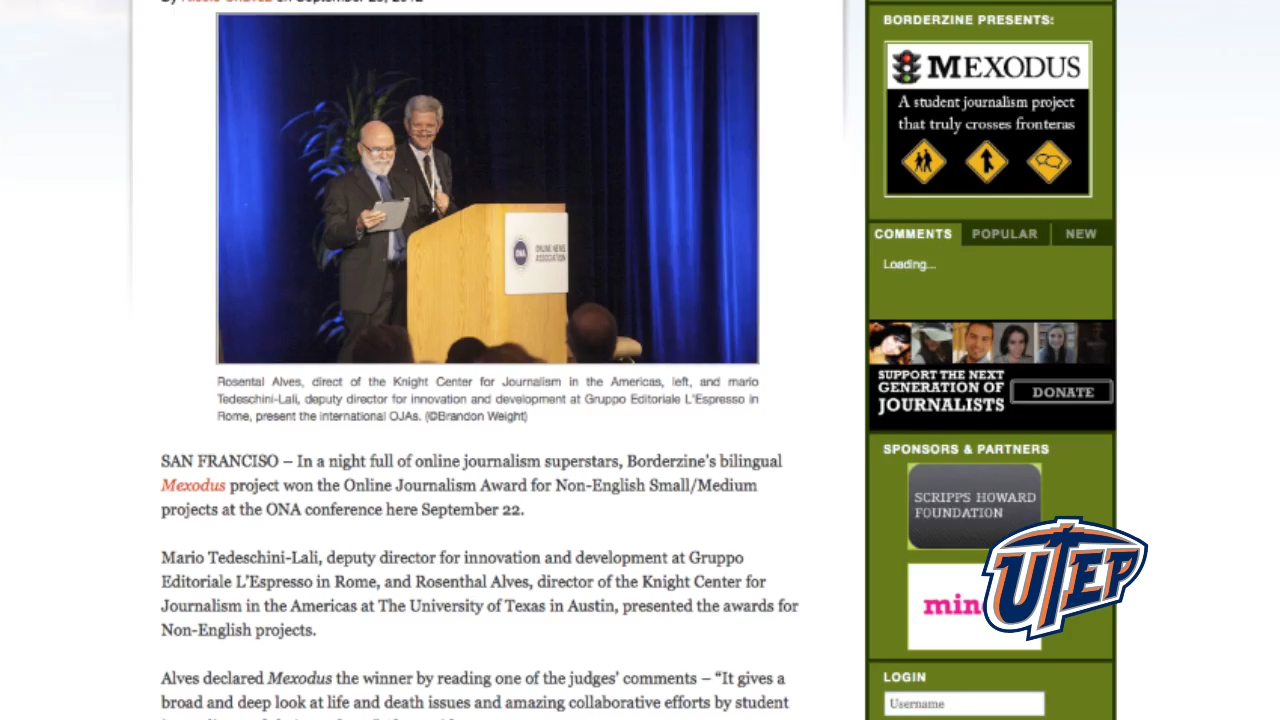 ONLINE NEWS
ASSOCIATION
Rosental Alves, direct of the Knight Center for Journalism in the Americas, left, and mario
Tedeschini-Lali, deputy director for innovation and development at Gruppo Editoriale L'Espresso in
Rome, present the international OJAs. (©Brandon Weight)
SAN FRANCISO – In a night full of online journalism superstars, Borderzine's bilingual
Mexodus project won the Online Journalism Award for Non-English Small/Medium
projects at the ONA conference here September 22.
Mario Tedeschini-Lali, deputy director for innovation and development at Gruppo
Editoriale L'Espresso in Rome, and Rosenthal Alves, director of the Knight Center for
Journalism in the Americas at The University of Texas in Austin, presented the awards for
Non-English projects.
Alves declared Mexodus the winner by reading one of the judges' comments – “It gives a
broad and deep look at life and death issues and amazing collaborative efforts by student
BORDERZINE PRESENTS:
MEXODUS
A student journalism project
that truly crosses fronteras
COMMENTS POPULAR NEW
Loading...
SUPPORT THE NEXT
GENERATION OF
JOURNALISTS
DONATE
SPONSORS & PARTNERS
SCRIPPS HOWARD
FOUNDATION
UTEP
LOGIN
Username